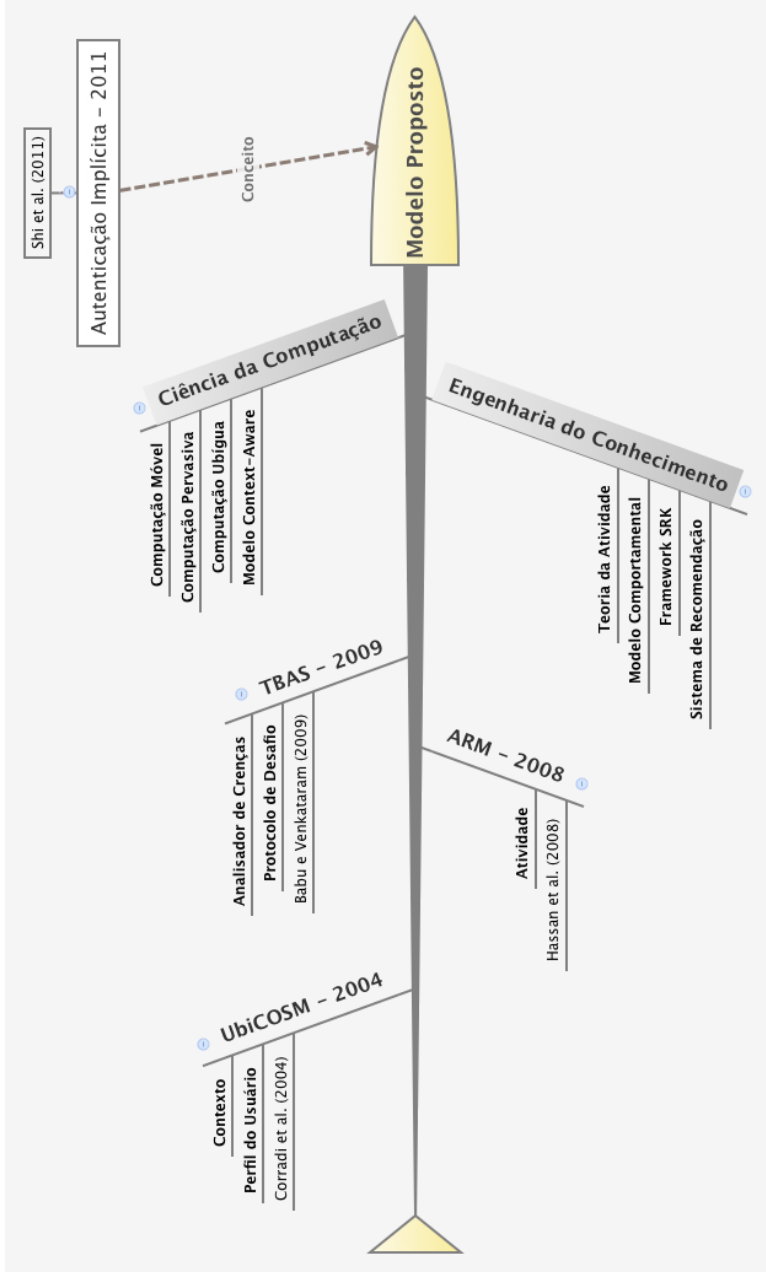 Shi et al. (2011)
Autenticação Implícita – 2011
Conceito
Modelo Proposto
Ciência da Computação
Computação Móvel
Computação Pervasiva
Computação Ubígua
Modelo Context-Aware
Engenharia do Conhecimento
Teoria da Atividade
Modelo Comportamental
Framework SRK
Sistema de Recomendação
TBAS – 2009
Analisador de Crenças
Protocolo de Desafio
Babu e Venkataram (2009)
ARM – 2008
Atividade
Hassan et al. (2008)
UbiCOSM – 2004
Contexto
Perfil do Usuário
Corradi et al. (2004)